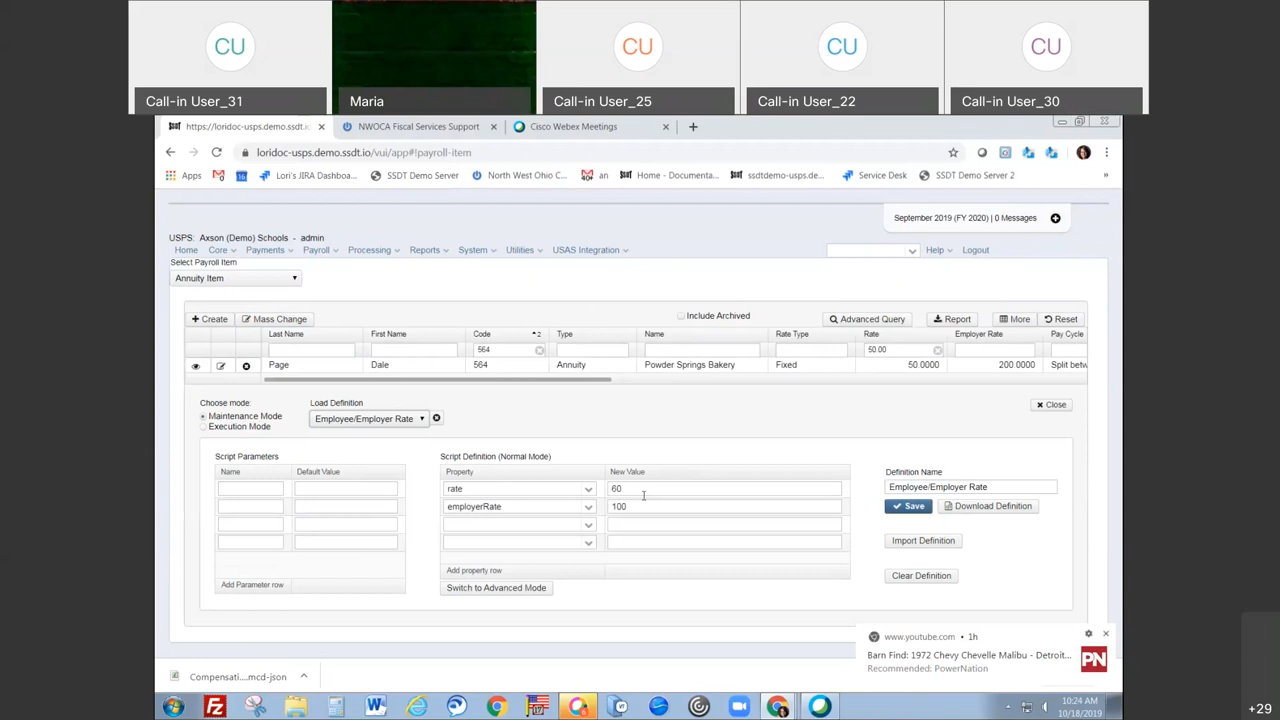 CU CU CU CU
Call-in User_31 Maria Call-in User_25 Call-in User_22 Call-in User_30
https://loridoc-usps.demo.ssdt.io NWOCA Fiscal Services Support Cisco Webex Meetings
loridoc-usps.demo.ssdt.io/vui/app#!payroll-item
Apps Lori's JIRA Dashboa... SSDT Demo Server North West Ohio C... 40+ an Home - Documenta... ssdtdemo-usps.de... Service Desk SSDT Demo Server 2 »
September 2019 (FY 2020) | 0 Messages
USPS: Axson (Demo) Schools - admin
Home Core Payments Payroll Processing Reports System Utilities USAS Integration Help Logout
Select Payroll Item
Annuity Item
Create Mass Change Include Archived Advanced Query Report More Reset
Last Name First Name Code 2 Type Name Rate Type Rate Employer Rate Pay Cycle
564 50.00
Page Dale 564 Annuity Powder Springs Bakery Fixed 50.0000 200.0000 Split betw
Choose mode: Load Definition
Maintenance Mode Employee/Employer Rate Close
Execution Mode
Script Parameters Script Definition (Normal Mode)
Name Default Value Property New Value Definition Name
rate 60 Employee/Employer Rate
employerRate 100 Save Download Definition
Import Definition
Add property row Clear Definition
Add Parameter row Switch to Advanced Mode
www.youtube.com • 1h
Barn Find: 1972 Chevy Chevelle Malibu - Detroit...
Recommended: PowerNation
PN
Compensati....mcd-json
10:24 AM
10/18/2019
+29